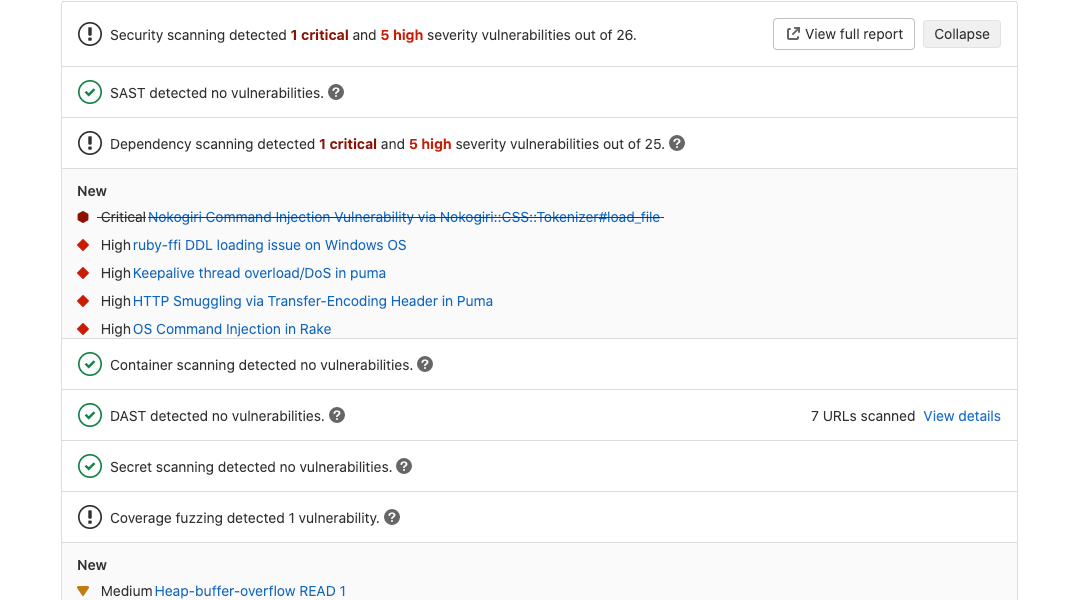 Security scanning detected 1 critical and 5 high severity vulnerabilities out of 26. View full report Collapse
SAST detected no vulnerabilities. ?
Dependency scanning detected 1 critical and 5 high severity vulnerabilities out of 25. ?
New
Critical Nokogiri Command Injection Vulnerability via Nokogiri::CSS::Tokenizer#load_file
High ruby-ffi DDL loading issue on Windows OS
High Keepalive thread overload/DoS in puma
High HTTP Smuggling via Transfer-Encoding Header in Puma
High OS Command Injection in Rake
Container scanning detected no vulnerabilities. ?
DAST detected no vulnerabilities. ? 7 URLs scanned View details
Secret scanning detected no vulnerabilities. ?
Coverage fuzzing detected 1 vulnerability. ?
New
Medium Heap-buffer-overflow READ 1